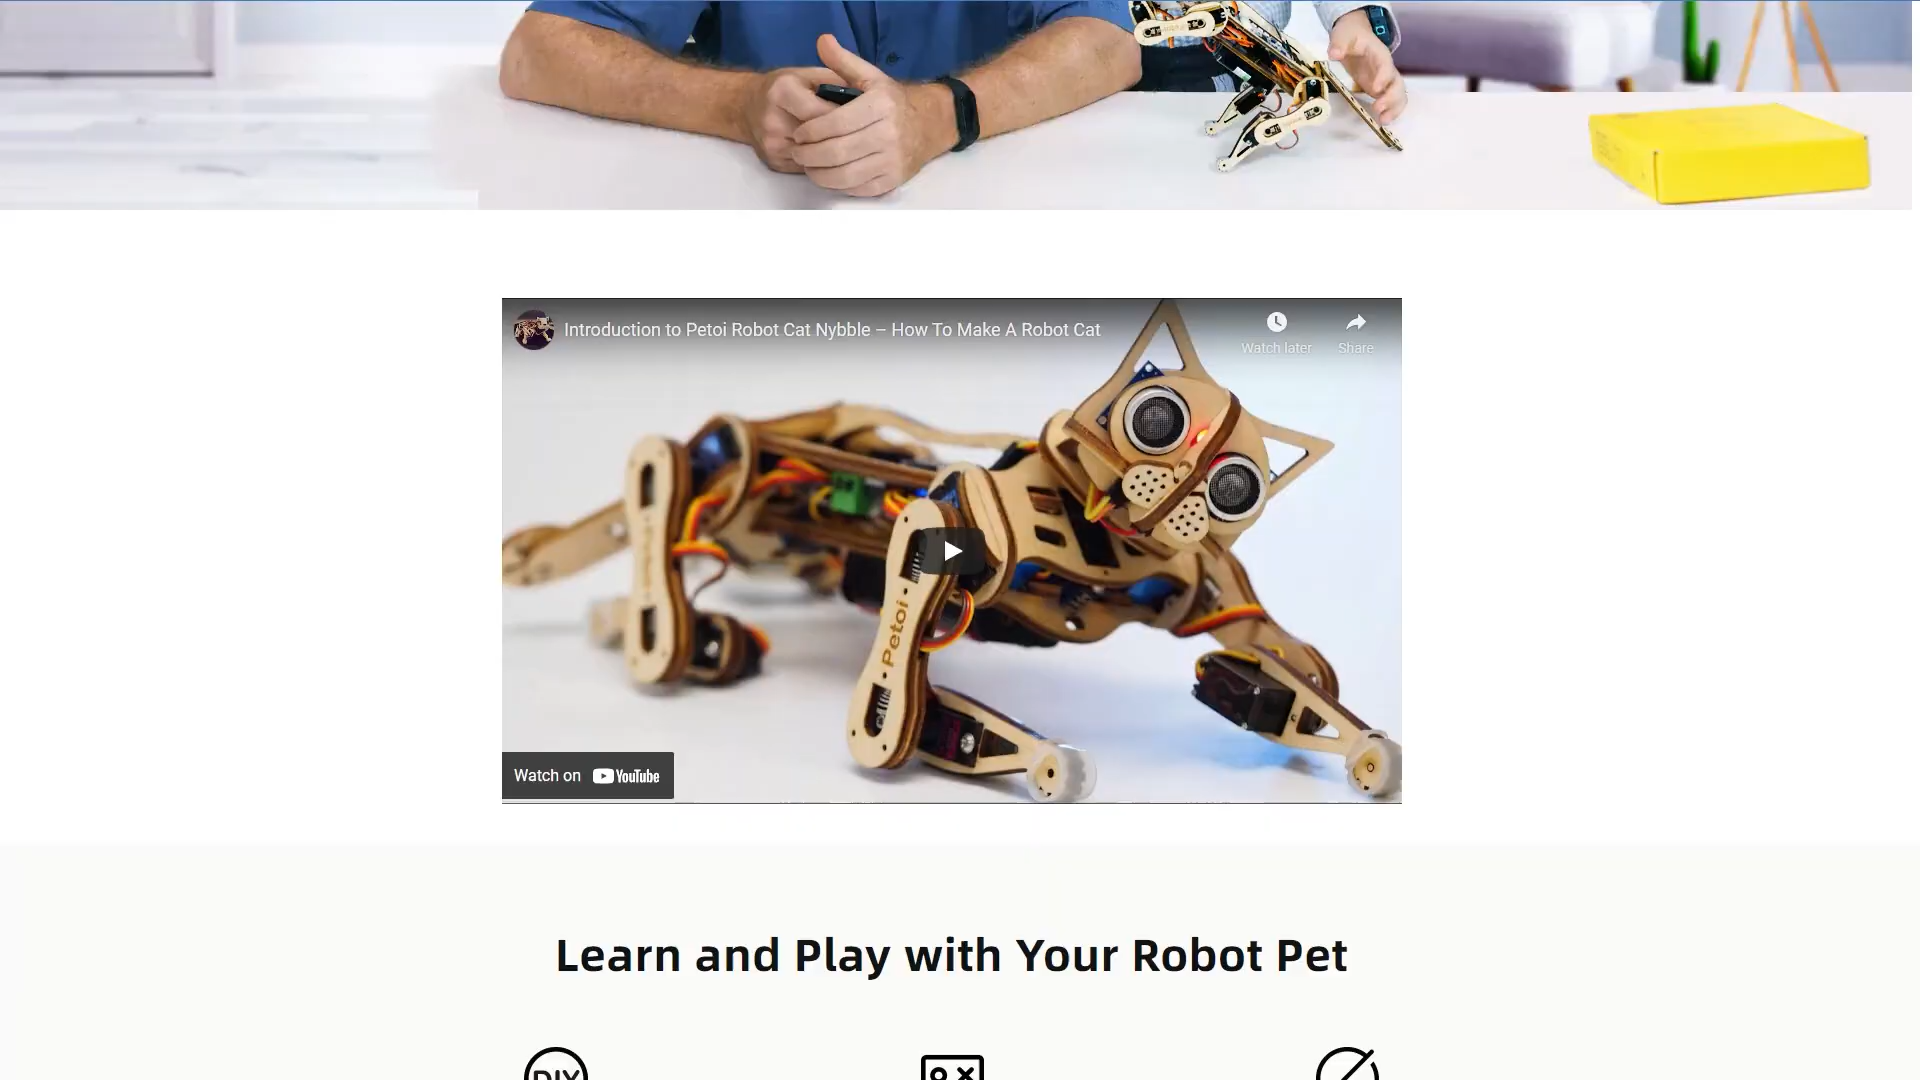 Introduction to Petoi Robot Cat Nybble – How To Make A Robot Cat
Watch later
Share
Petoi
Watch on YouTube
Learn and Play with Your Robot Pet
DIY